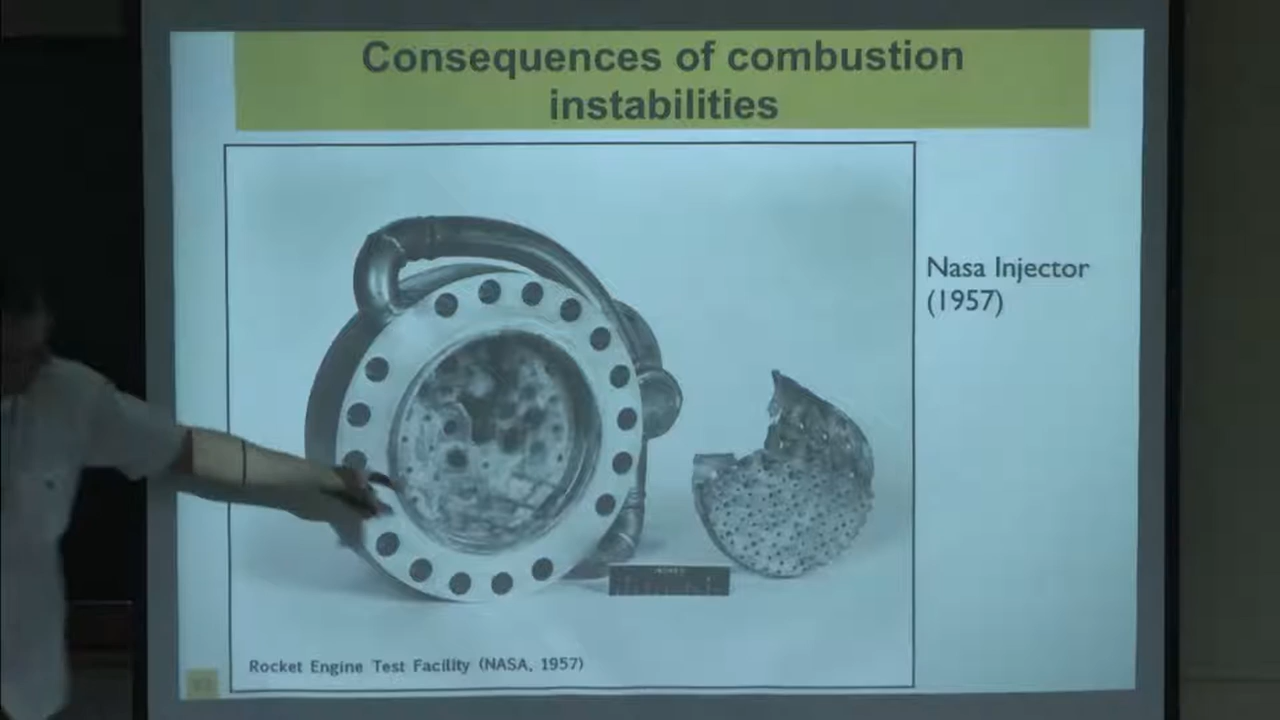 Consequences of combustion
instabilities
Nasa Injector
(1957)
Rocket Engine Test Facility (NASA, 1957)